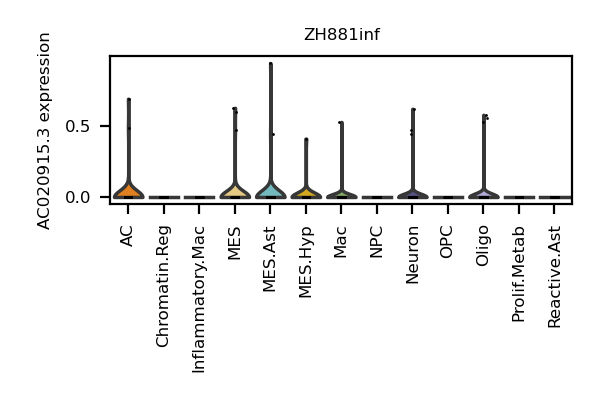 ZH881inf
AC020915.3 expression
0.5
0.0
AC
Chromatin.Reg
Inflammatory.Mac
MES
MES.Ast
MES.Hyp
Mac
NPC
Neuron
OPC
Oligo
Prolif.Metab
Reactive.Ast